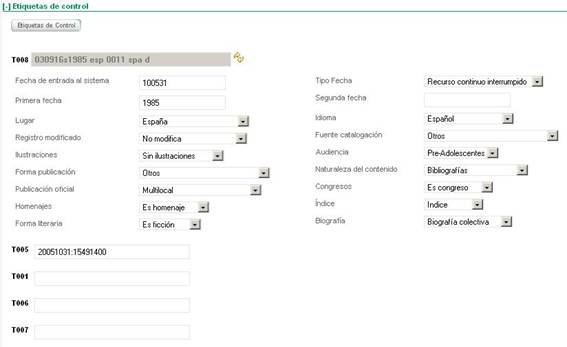 [-] Etiquetas de control
Etiquetas de Control
T008 030916s1985 esp 0011 spa d
Fecha de entrada al sistema 100531 Tipo Fecha Recurso continuo interrumpido
Primera fecha 1985 Segunda fecha
Lugar España Idioma Español
Registro modificado No modifica Fuente catalogación Otros
Ilustraciones Sin ilustraciones Audiencia Pre-Adolescentes
Forma publicación Otros Naturaleza del contenido Bibliografías
Publicación oficial Multilocal Congresos Es congreso
Homenajes Es homenaje Índice Indice
Forma literaria Es ficción Biografía Biografía colectiva
T005 20051031:15491400
T001
T006
T007